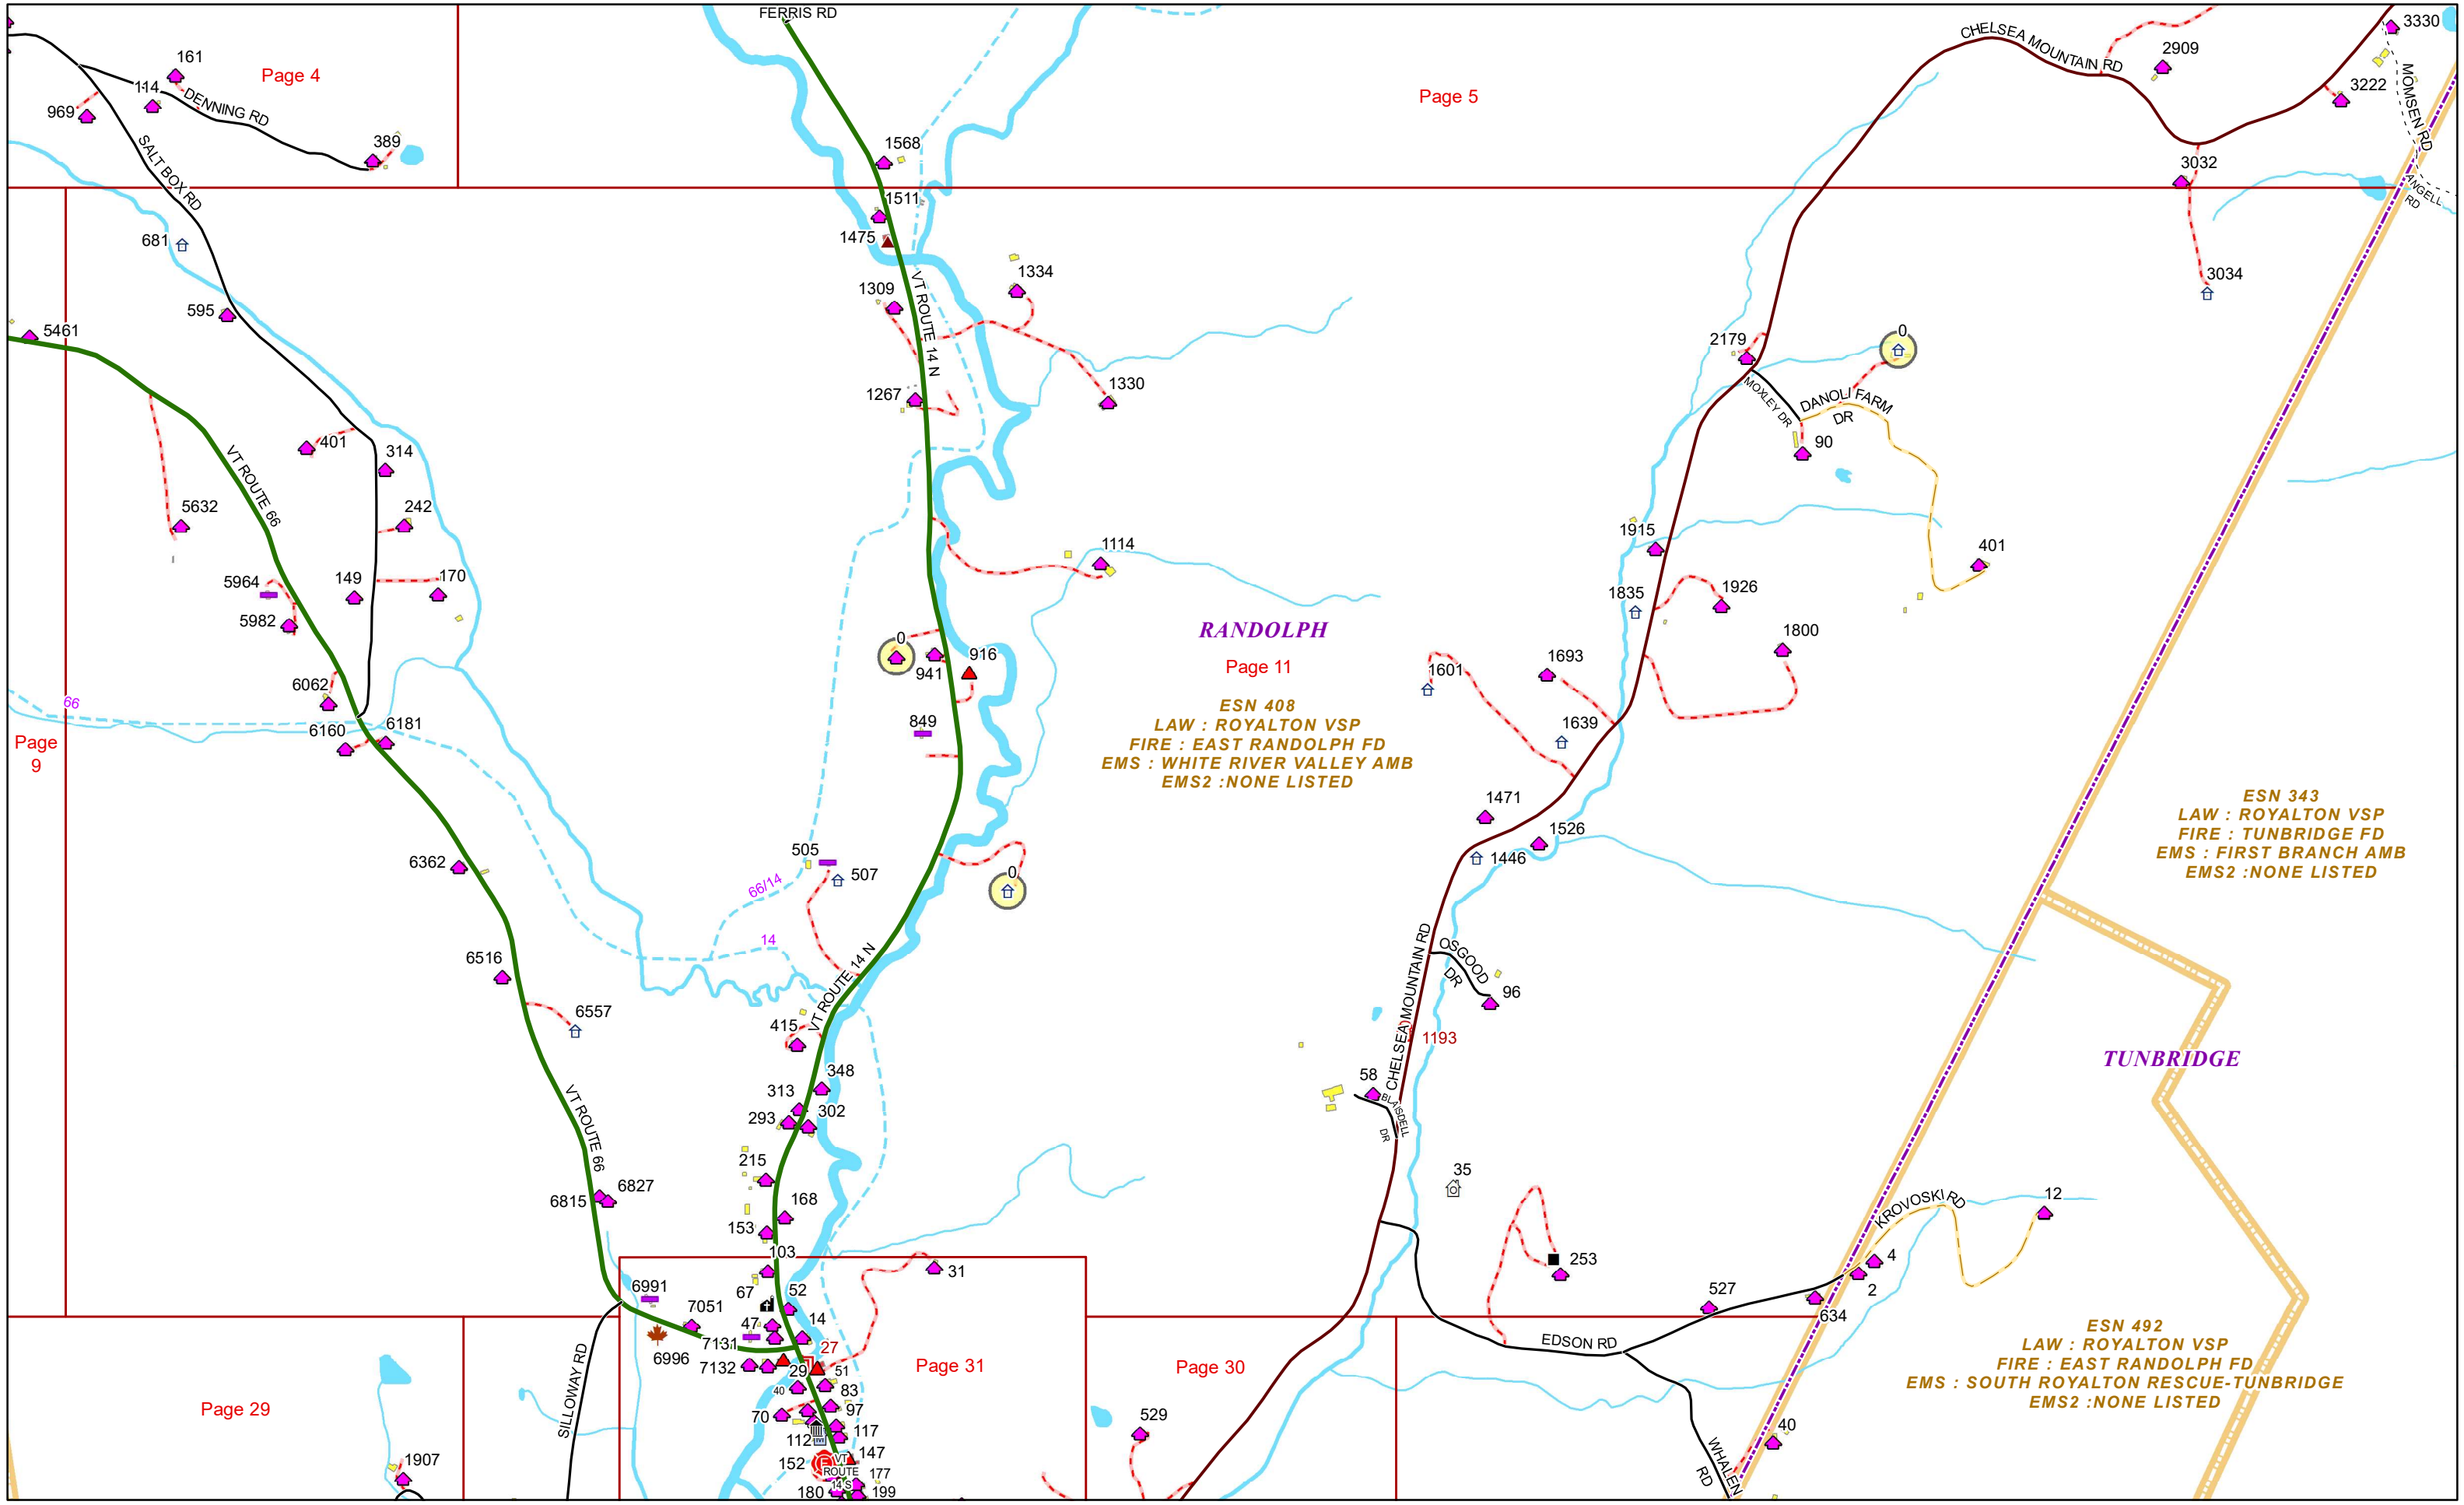 FERRIS RD
CHELSEA MOUNTAIN RD
3330
2909
161
Page 4
114
DENNING RD
969
Page 5
3222
MOMSEN RD
SALT BOX RD
389
1568
3032
ANGELL
RD
1511
681
1475
1334
3034
595
1309
VT ROUTE 14 N
5461
2179
0
1267
1330
MOXLEY DR
DANOLI FARM
DR
90
401
314
VT ROUTE 66
5632
242
1915
1114
401
5964
149
170
1835
1926
5982
0
941
916
RANDOLPH
Page 11
1800
1601
1693
6062
66
6160
6181
849
1639
ESN 408
LAW : ROYALTON VSP
FIRE : EAST RANDOLPH FD
EMS : WHITE RIVER VALLEY AMB
EMS2 :NONE LISTED
Page
9
ESN 343
LAW : ROYALTON VSP
FIRE : TUNBRIDGE FD
EMS : FIRST BRANCH AMB
EMS2 :NONE LISTED
1471
1526
1446
6362
505
507
66/14
0
14
6516
VT ROUTE 14 N
CHELSEA MOUNTAIN RD
OSGOOD
DR
96
6557
415
1193
TUNBRIDGE
348
58
BLAISDELL
DR
313
293
302
VT ROUTE 66
215
35
6815
6827
168
153
KROVOSKI RD
12
103
31
253
4
2
6991
67
52
527
634
7051
47
14
7131
27
6996
7132
29
51
Page 31
Page 30
EDSON RD
ESN 492
LAW : ROYALTON VSP
FIRE : EAST RANDOLPH FD
EMS : SOUTH ROYALTON RESCUE-TUNBRIDGE
EMS2 :NONE LISTED
SILLOWAY RD
40
83
Page 29
70
97
529
40
112
117
WHALEN
RD
1907
152
147
VT
ROUTE
14 S
177
180
199